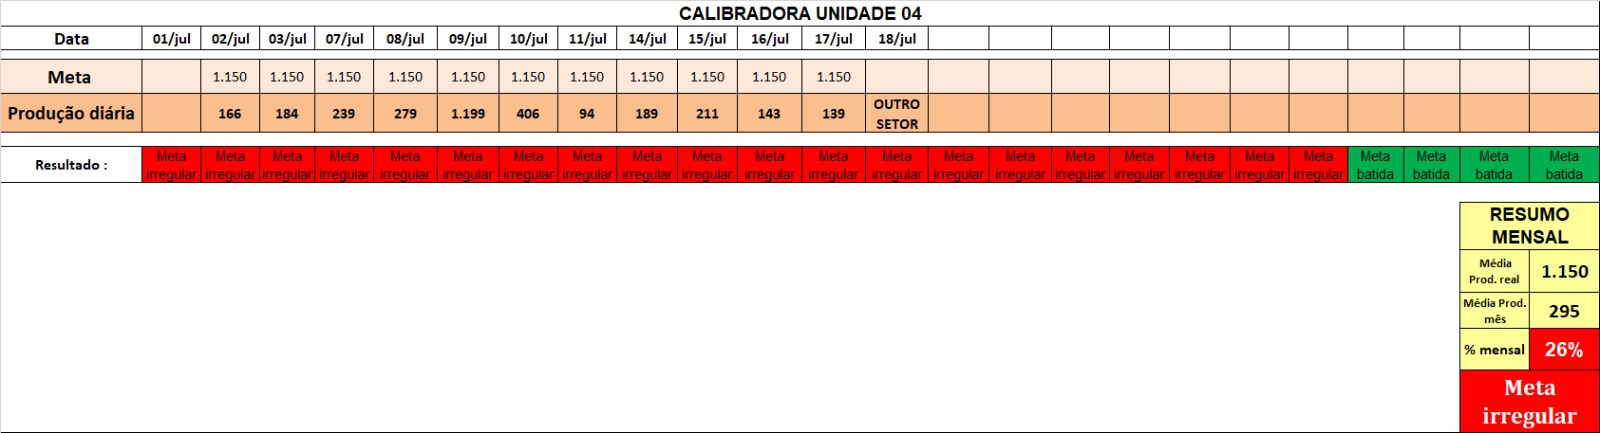 CALIBRADORA UNIDADE 04
Data 01/jul 02/jul 03/jul 07/jul 08/jul 09/jul 10/jul 11/jul 14/jul 15/jul 16/jul 17/jul 18/jul
Meta 1.150 1.150 1.150 1.150 1.150 1.150 1.150 1.150 1.150 1.150 1.150
Produção diária 166 184 239 279 1.199 406 94 189 211 143 139 OUTRO SETOR
Resultado : Meta irregular Meta irregular Meta irregular Meta irregular Meta irregular Meta irregular Meta irregular Meta irregular Meta irregular Meta irregular Meta irregular Meta irregular Meta irregular Meta irregular Meta irregular Meta irregular Meta irregular Meta irregular Meta irregular Meta irregular Meta batida Meta batida Meta batida Meta batida
RESUMO
MENSAL
Média
Prod. real 1.150
Média Prod.
mês 295
% mensal 26%
Meta
irregular